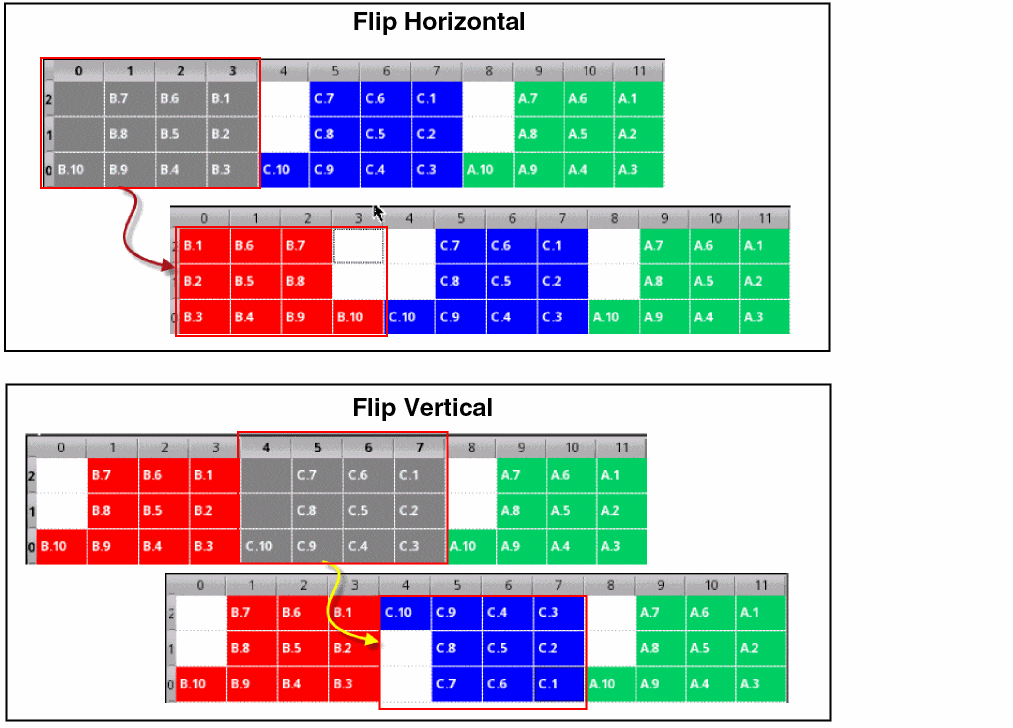 Flip Horizontal
0 1 2 3 4 5 6 7 8 9 10 11
2 B.7 B.6 B.1 C.7 C.6 C.1 A.7 A.6 A.1
1 B.8 B.5 B.2 C.8 C.5 C.2 A.8 A.5 A.2
0 B.10 B.9 B.4 B.3 C.10 C.9 C.4 C.3 A.10 A.9 A.4 A.3
0 1 2 3 4 5 6 7 8 9 10 11
B.1 B.6 B.7 C.7 C.6 C.1 A.7 A.6 A.1
B.2 B.5 B.8 C.8 C.5 C.2 A.8 A.5 A.2
B.3 B.4 B.9 B.10 C.10 C.9 C.4 C.3 A.10 A.9 A.4 A.3
Flip Vertical
0 1 2 3 4 5 6 7 8 9 10 11
2 B.7 B.6 B.1 C.7 C.6 C.1 A.7 A.6 A.1
1 B.8 B.5 B.2 C.8 C.5 C.2 A.8 A.5 A.2
0 B.10 B.9 B.4 B.3 C.10 C.9 C.4 C.3 A.10 A.9 A.4 A.3
0 1 2 3 4 5 6 7 8 9 10 11
2 B.7 B.6 B.1 C.10 C.9 C.4 C.3 A.7 A.6 A.1
1 B.8 B.5 B.2 C.8 C.5 C.2 A.8 A.5 A.2
0 B.10 B.9 B.4 B.3 C.7 C.6 C.1 A.10 A.9 A.4 A.3